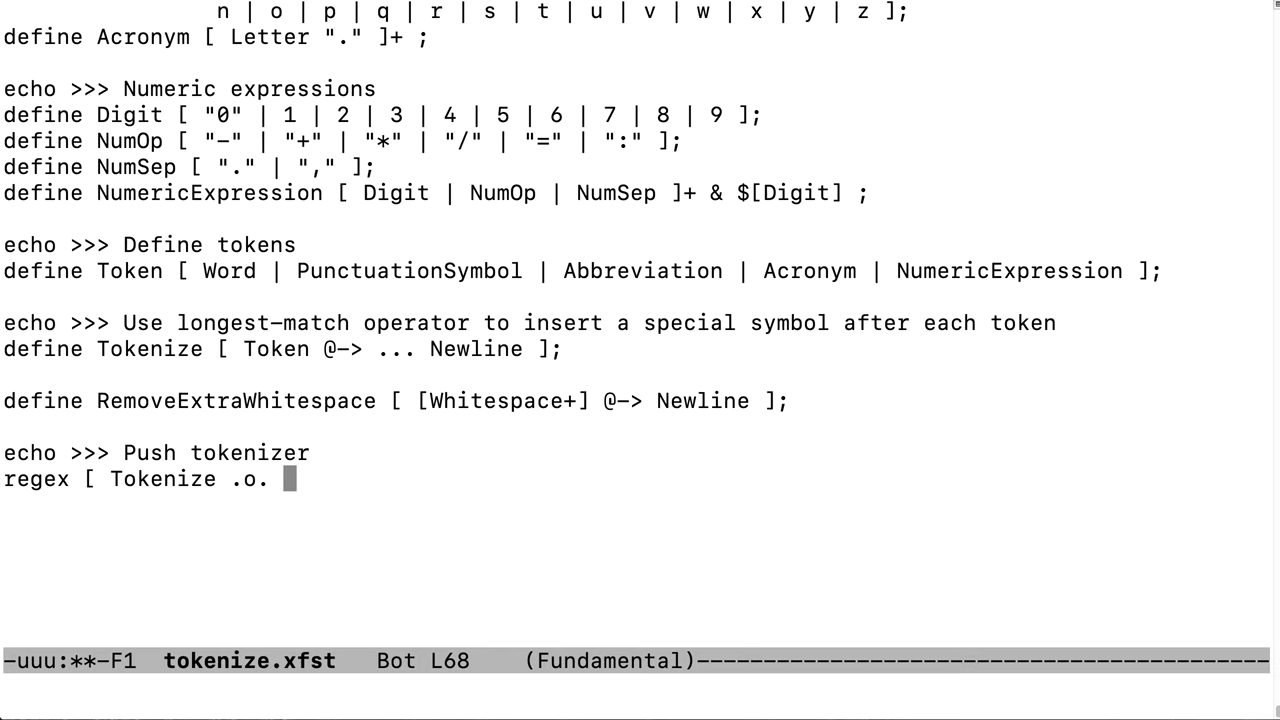 n | o | p | q | r | s | t | u | v | w | x | y | z ];
define Acronym [ Letter "." ]+ ;
echo >>> Numeric expressions
define Digit [ "0" | 1 | 2 | 3 | 4 | 5 | 6 | 7 | 8 | 9 ];
define NumOp [ "-" | "+" | "*" | "/" | "=" | ":" ];
define NumSep [ "." | "," ];
define NumericExpression [ Digit | NumOp | NumSep ]+ & $[Digit] ;
echo >>> Define tokens
define Token [ Word | PunctuationSymbol | Abbreviation | Acronym | NumericExpression ];
echo >>> Use longest-match operator to insert a special symbol after each token
define Tokenize [ Token @-> ... Newline ];
define RemoveExtraWhitespace [ [Whitespace+] @-> Newline ];
echo >>> Push tokenizer
regex [ Tokenize .o.
-uuu:**-F1  tokenize.xfst   Bot L68    (Fundamental)-------------------------------------------